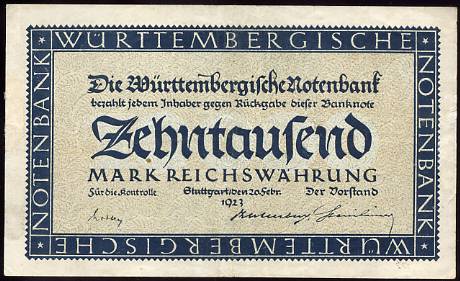 WÜRTTEMBERGISCHE
NOTENBANK
NOTENBANK
Die Württembergische Notenbank
bezahlt jedem Inhaber gegen Rückgabe dieser Banknote
Zehntausend
MARK REICHSWÄHRUNG
Für die Kontrolle Stuttgart, den 20. Febr. Der Vorstand
1923
WÜRTTEMBERGISCHE